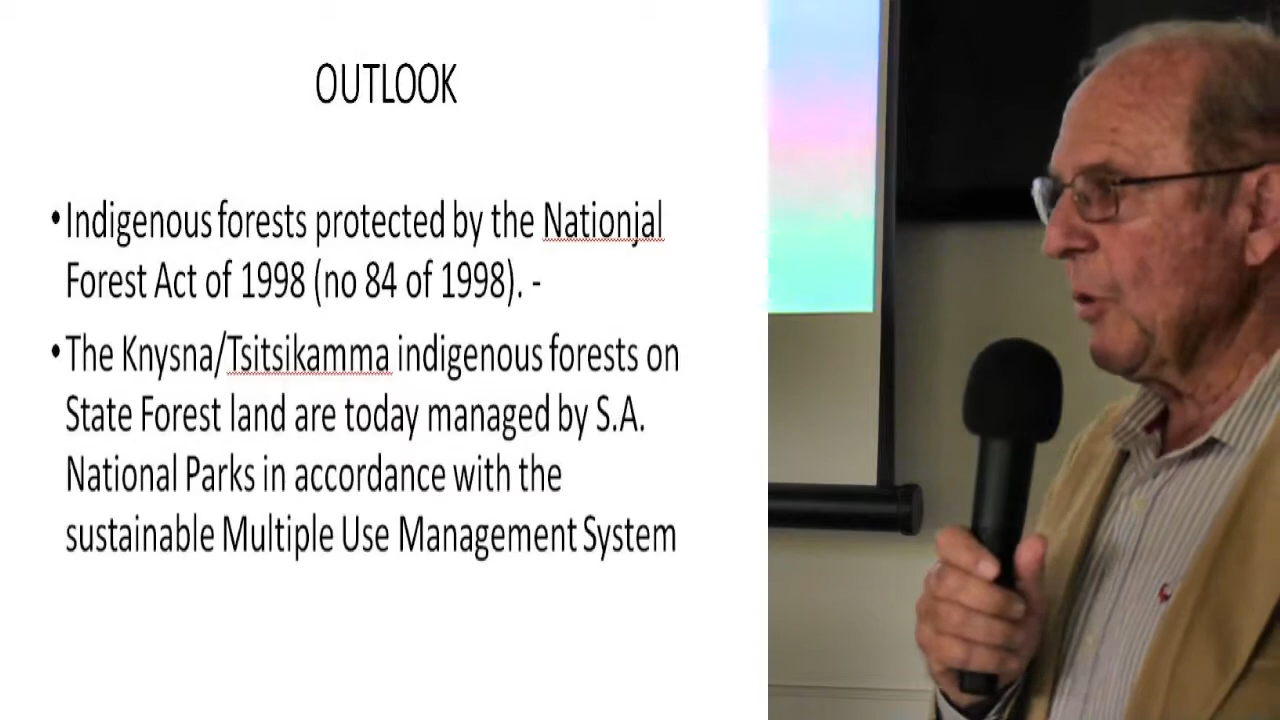 OUTLOOK
•Indigenous forests protected by the Nationjal
Forest Act of 1998 (no 84 of 1998). -
•The Knysna/Tsitsikamma indigenous forests on
State Forest land are today managed by S.A.
National Parks in accordance with the
sustainable Multiple Use Management System